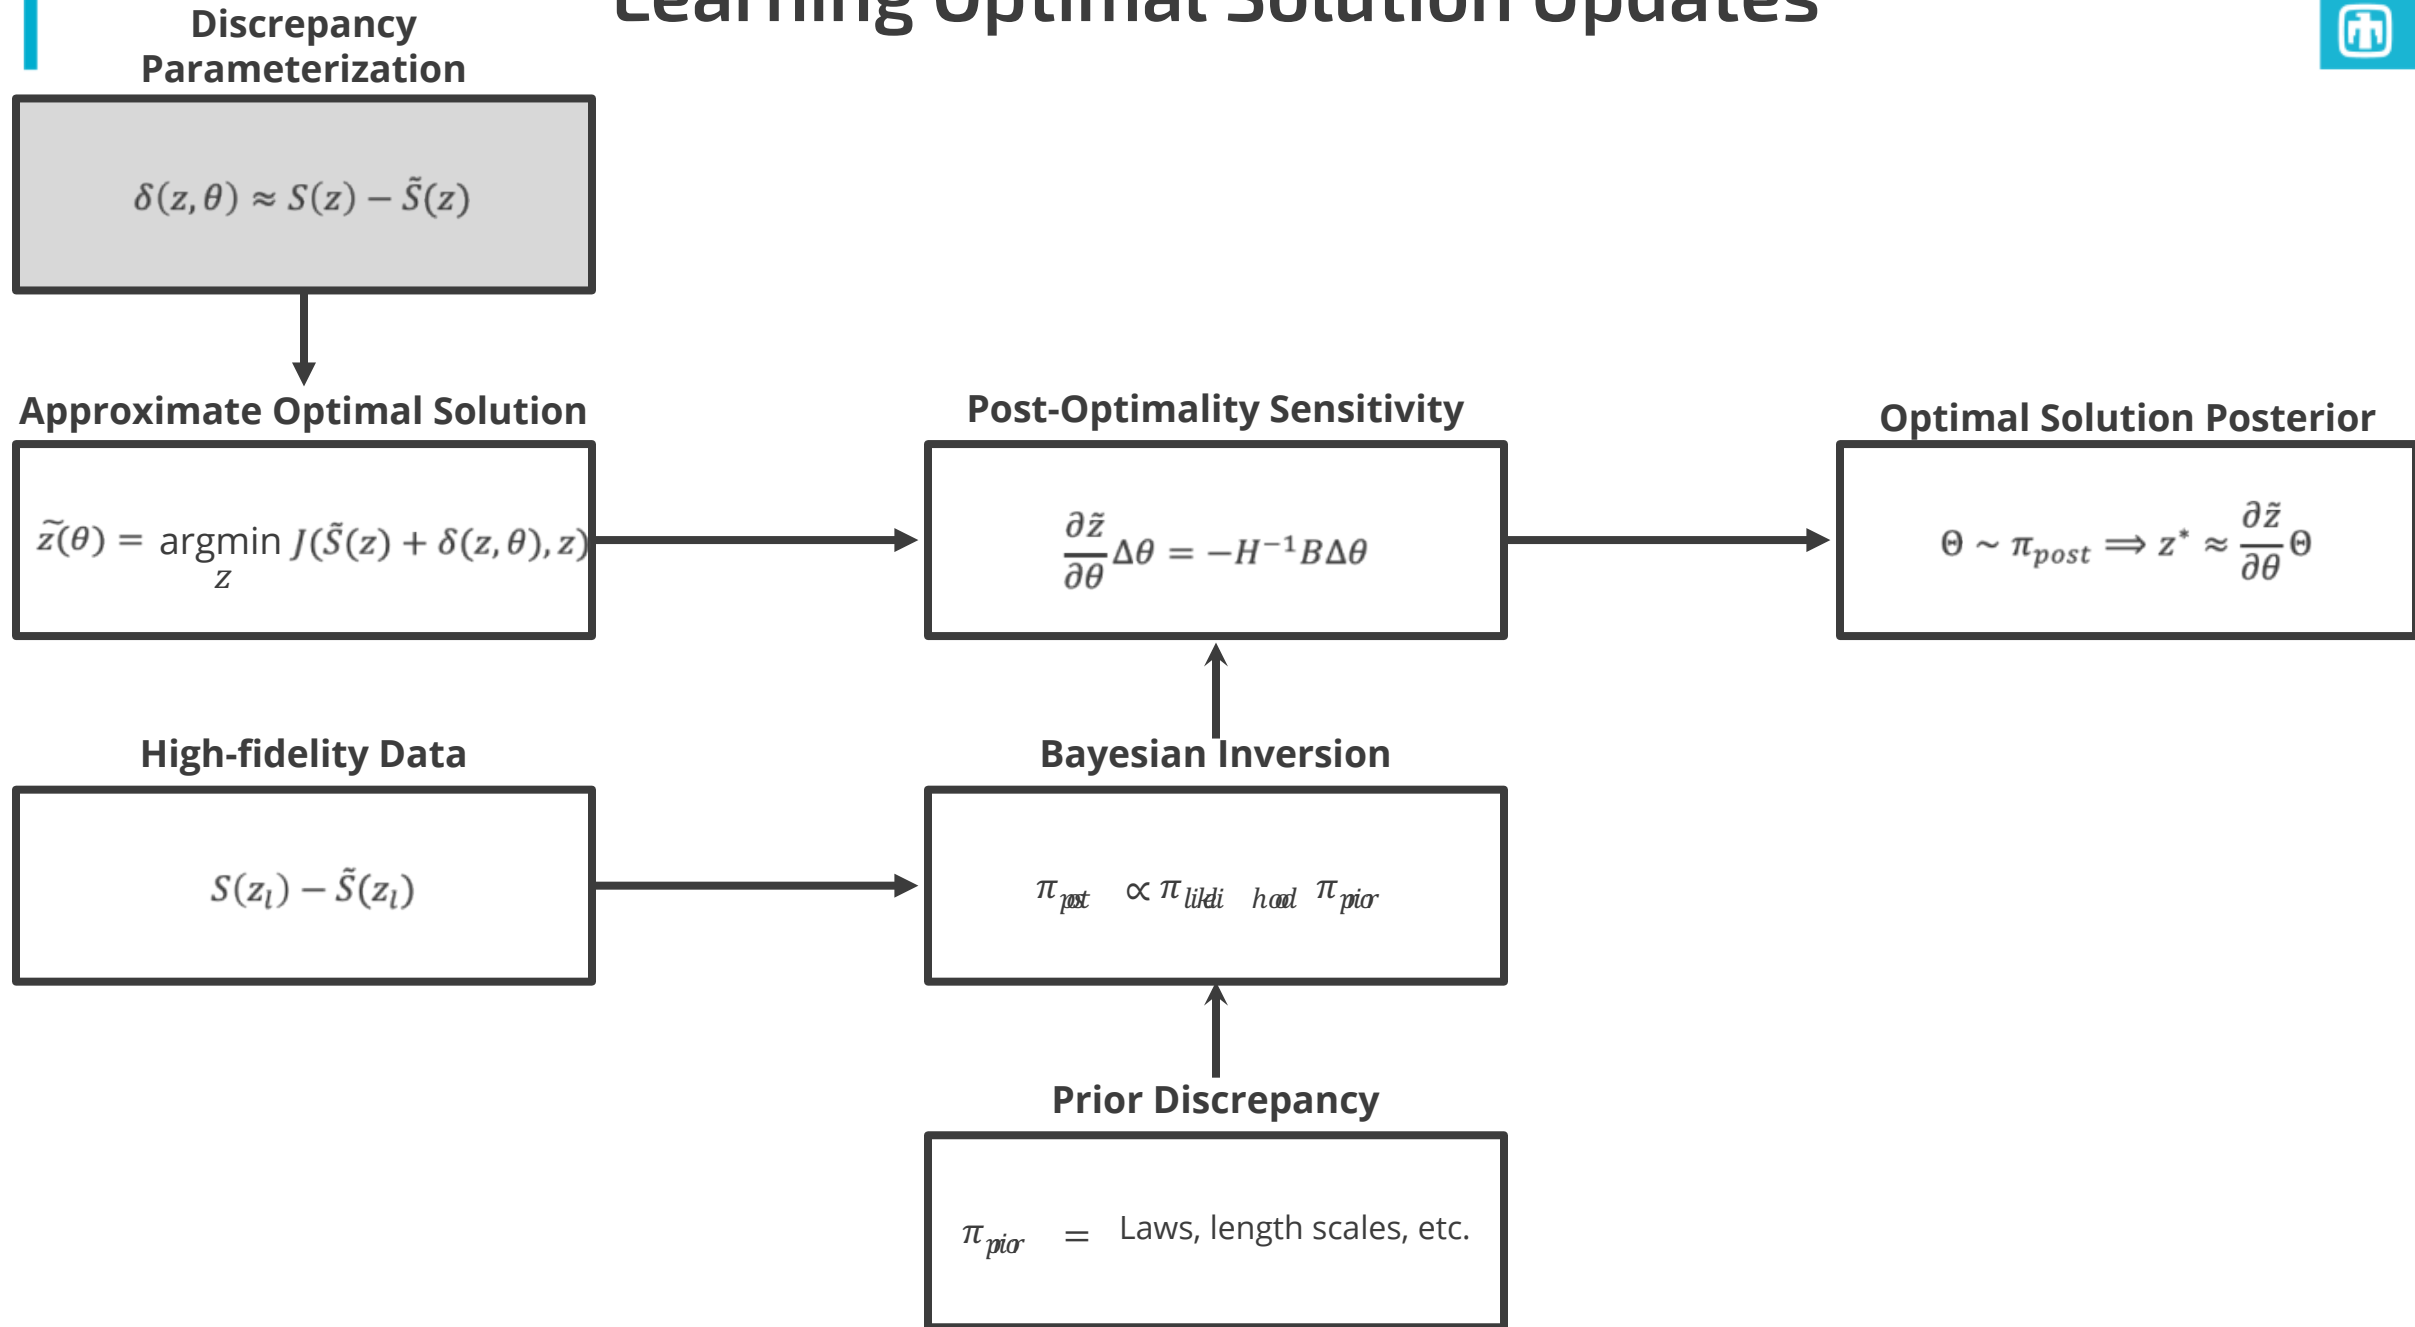 Learning Optimal Solution Updates
Discrepancy
Parameterization
δ(z, θ) ≈ S(z) − S̃(z)
Approximate Optimal Solution
z̃(θ) = argmin J(S̃(z) + δ(z, θ), z)
z
Post-Optimality Sensitivity
∂z̃/∂θ Δθ = −H⁻¹BΔθ
Optimal Solution Posterior
Θ ~ π_post ⟹ z* ≈ ∂z̃/∂θ Θ
High-fidelity Data
S(z_l) − S̃(z_l)
Bayesian Inversion
π_post ∝ π_likelihood π_prior
Prior Discrepancy
π_prior = Laws, length scales, etc.